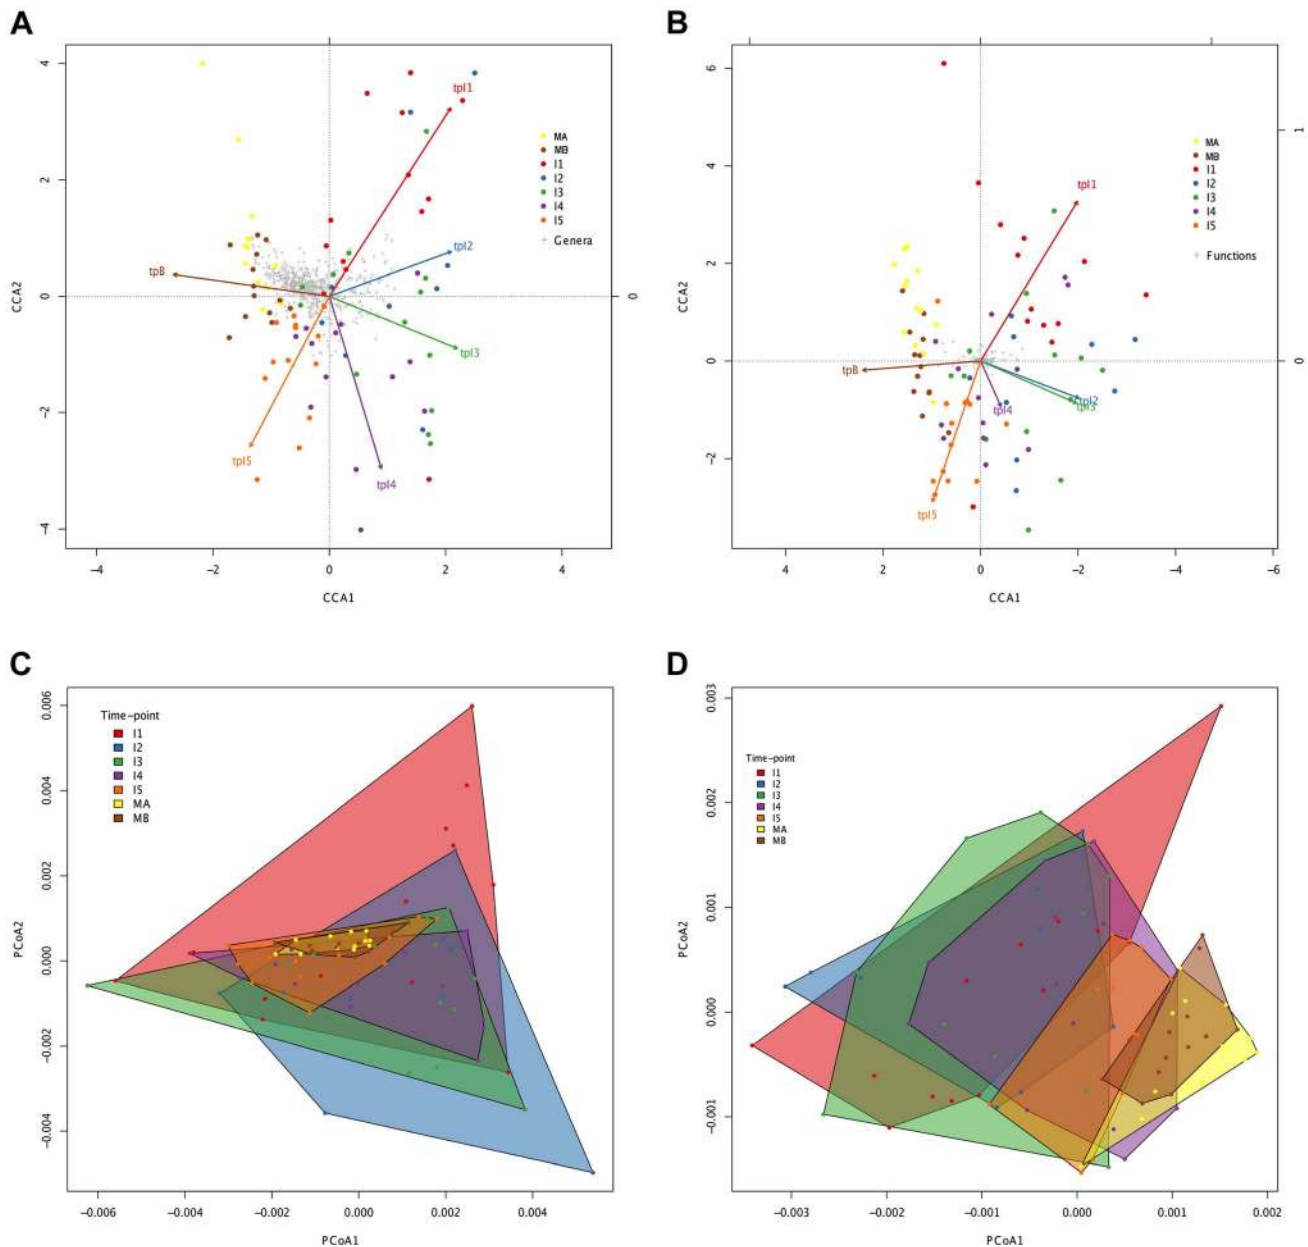 A
CCA2
4
2
0
−2
−4
−4
−2
0
2
4
CCA1
0
tpI1
tpI2
tpI3
tpI4
tpI5
tpB
MA
MB
I1
I2
I3
I4
I5
Genera
B
CCA2
6
4
2
0
−2
4
2
0
−2
−4
−6
CCA1
1
0
tpI1
tpI2
tpI3
tpI4
tpI5
tpB
MA
MB
I1
I2
I3
I4
I5
Functions
C
PCoA2
0.006
0.004
0.002
0.000
−0.002
−0.004
−0.006
−0.004
−0.002
0.000
0.002
0.004
PCoA1
Time−point
I1
I2
I3
I4
I5
MA
MB
D
PCoA2
0.003
0.002
0.001
0.000
−0.001
−0.003
−0.002
−0.001
0.000
0.001
0.002
PCoA1
Time−point
I1
I2
I3
I4
I5
MA
MB